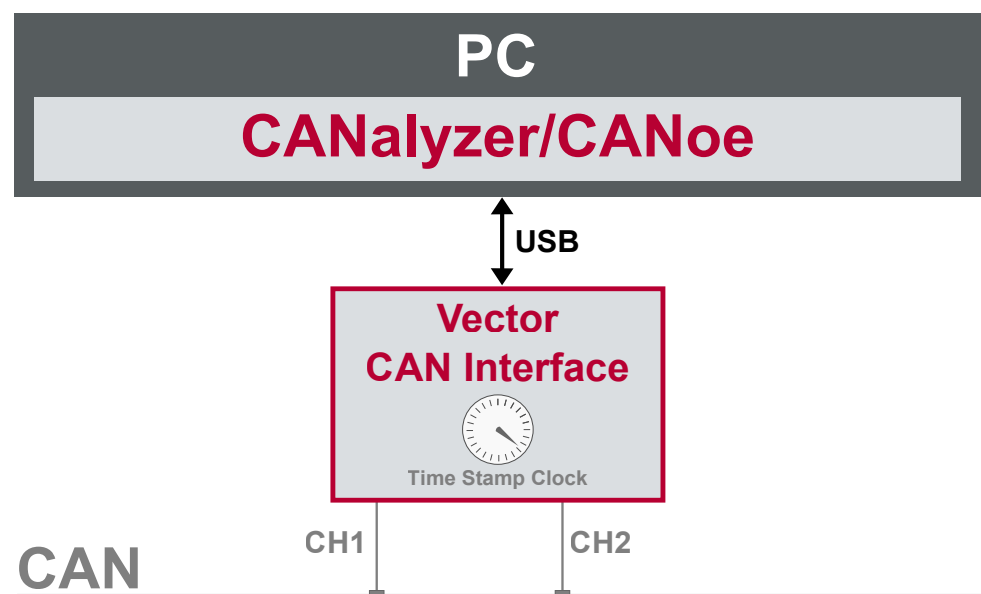 PC
CANalyzer/CANoe
USB
Vector
CAN Interface
Time Stamp Clock
CH1
CH2
CAN